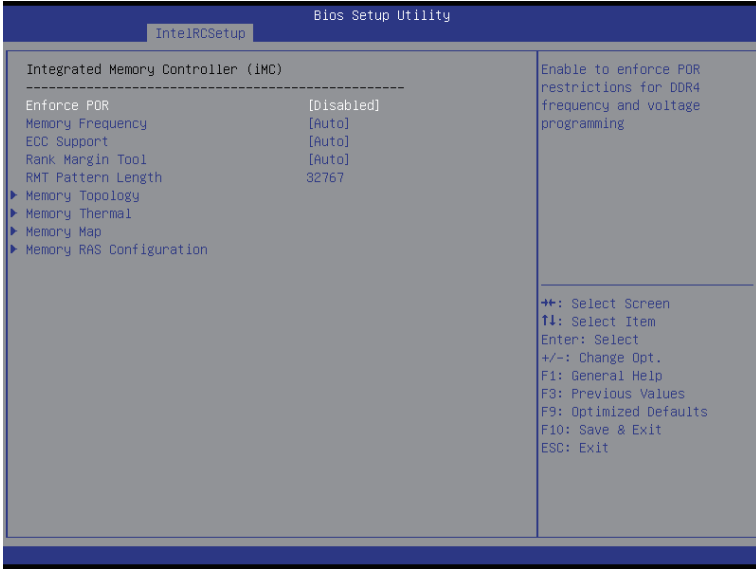 Bios Setup Utility
IntelRCSetup
Integrated Memory Controller (iMC)
--------------------------------------------------
Enforce POR [Disabled]
Memory Frequency [Auto]
ECC Support [Auto]
Rank Margin Tool [Auto]
RMT Pattern Length 32767
Memory Topology
Memory Thermal
Memory Map
Memory RAS Configuration
Enable to enforce POR
restrictions for DDR4
frequency and voltage
programming
→←: Select Screen
↑↓: Select Item
Enter: Select
+/-: Change Opt.
F1: General Help
F3: Previous Values
F9: Optimized Defaults
F10: Save & Exit
ESC: Exit